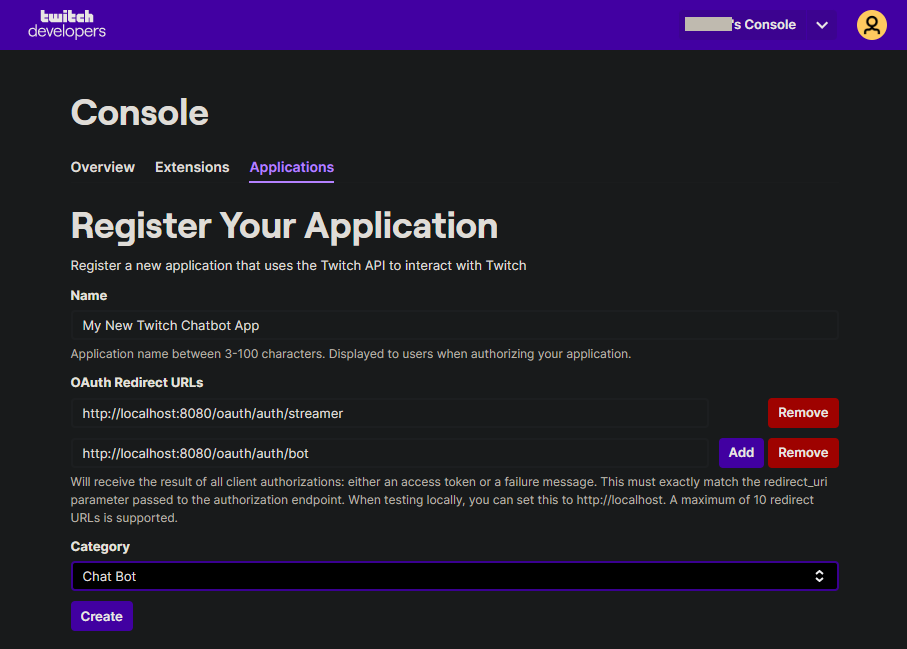 twitch
developers
's Console
Console
Overview Extensions Applications
Register Your Application
Register a new application that uses the Twitch API to interact with Twitch
Name
My New Twitch Chatbot App
Application name between 3-100 characters. Displayed to users when authorizing your application.
OAuth Redirect URLs
http://localhost:8080/oauth/auth/streamer Remove
http://localhost:8080/oauth/auth/bot Add Remove
Will receive the result of all client authorizations: either an access token or a failure message. This must exactly match the redirect_uri
parameter passed to the authorization endpoint. When testing locally, you can set this to http://localhost. A maximum of 10 redirect
URLs is supported.
Category
Chat Bot
Create